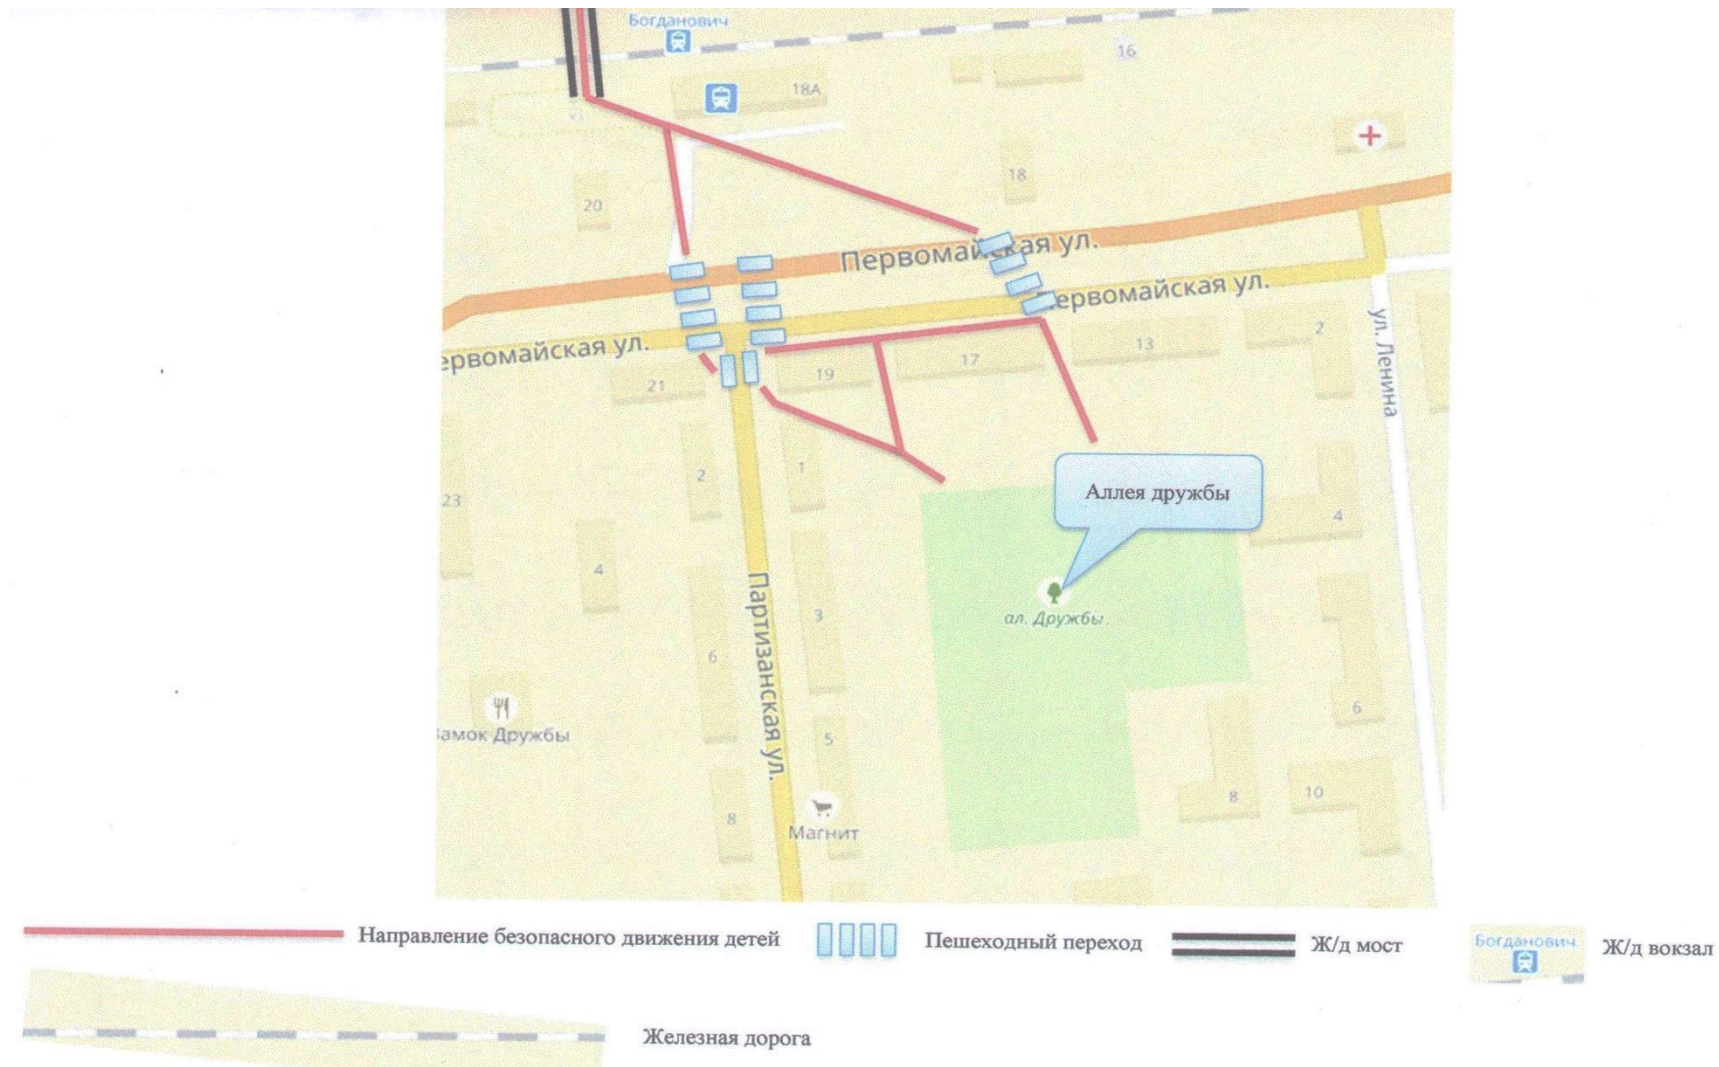 Богданович
16
18А
18
20
Первомайская ул.
ервомайская ул.
ервомайская ул.
2
ул. Ленина
13
17
19
21
1
2
23
Аллея дружбы
4
4
3
ал. Дружбы
Партизанская ул.
6
6
Замок Дружбы
5
8
10
8
Магнит
Направление безопасного движения детей
Пешеходный переход
Ж/д мост
Богданович
Ж/д вокзал
Железная дорога